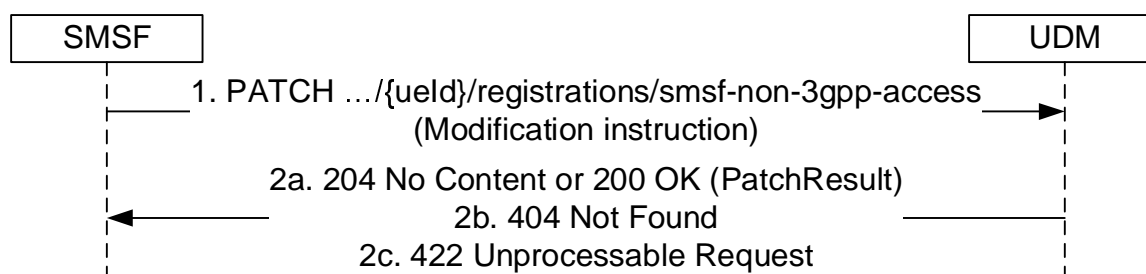 SMSF
UDM
1. PATCH …/{ueId}/registrations/smsf-non-3gpp-access
(Modification instruction)
2a. 204 No Content or 200 OK (PatchResult)
2b. 404 Not Found
2c. 422 Unprocessable Request